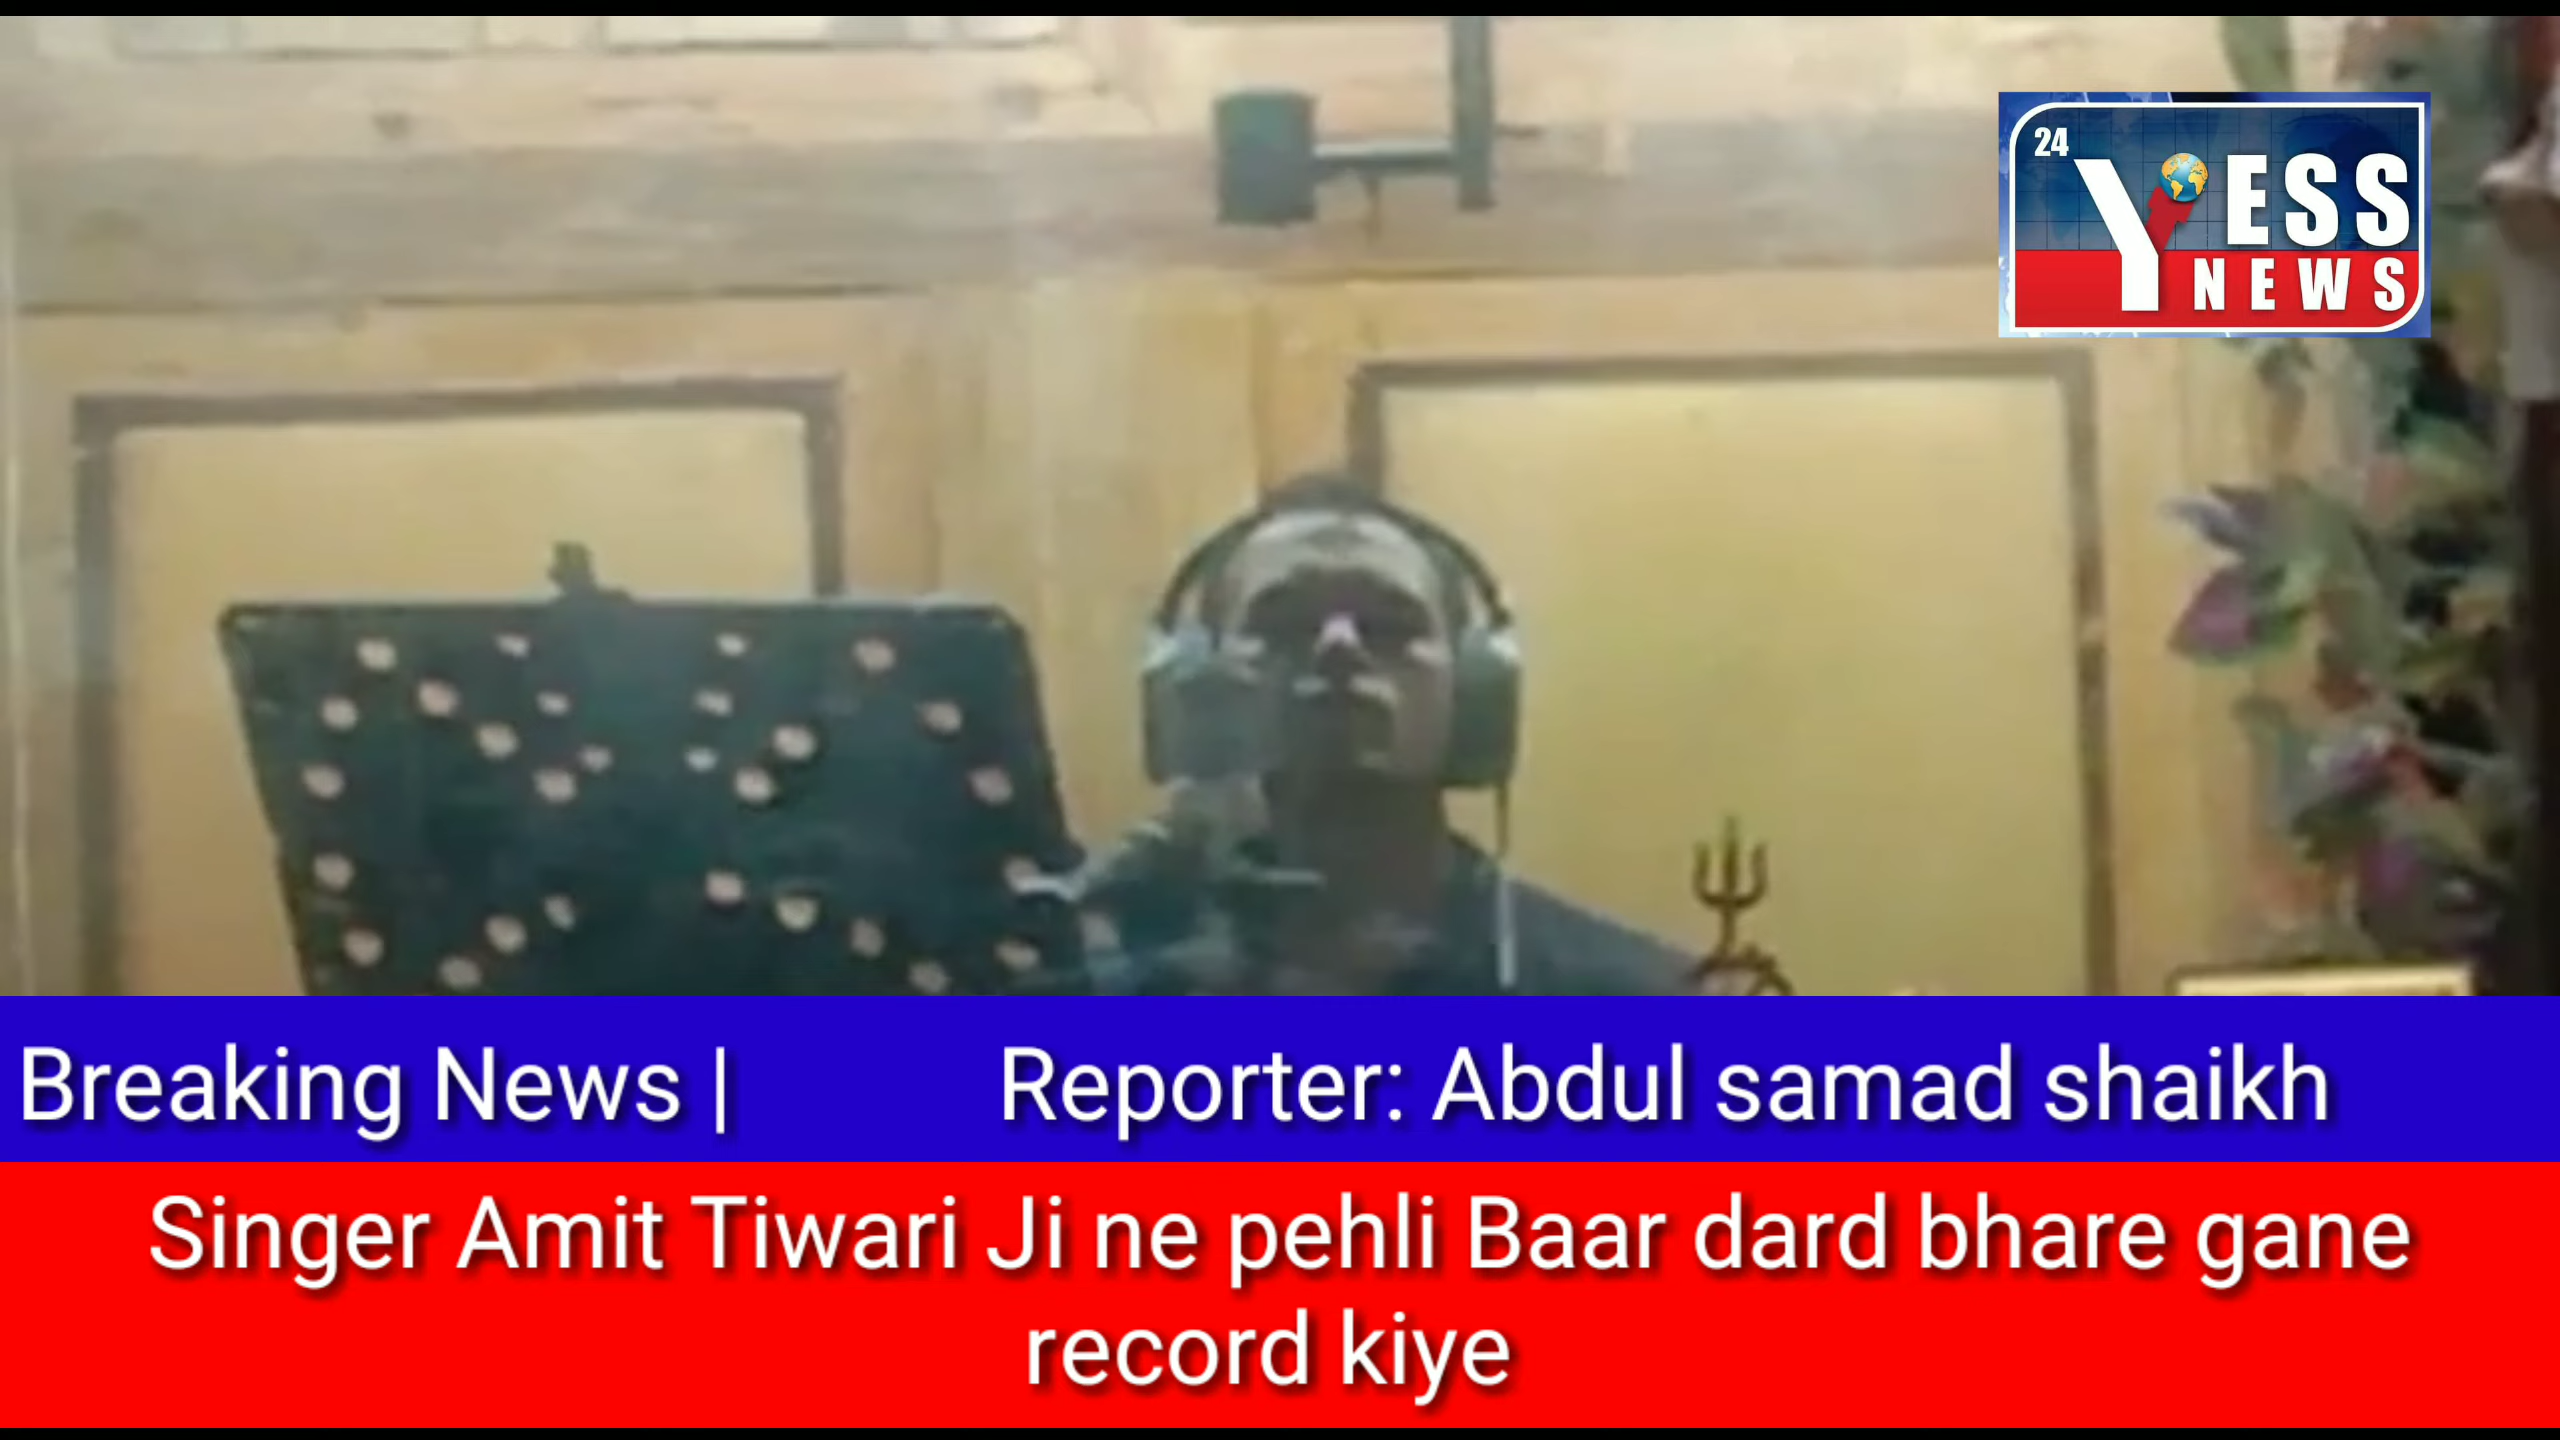 24
YESS
NEWS
Breaking News | Reporter: Abdul samad shaikh
Singer Amit Tiwari Ji ne pehli Baar dard bhare gane
record kiye